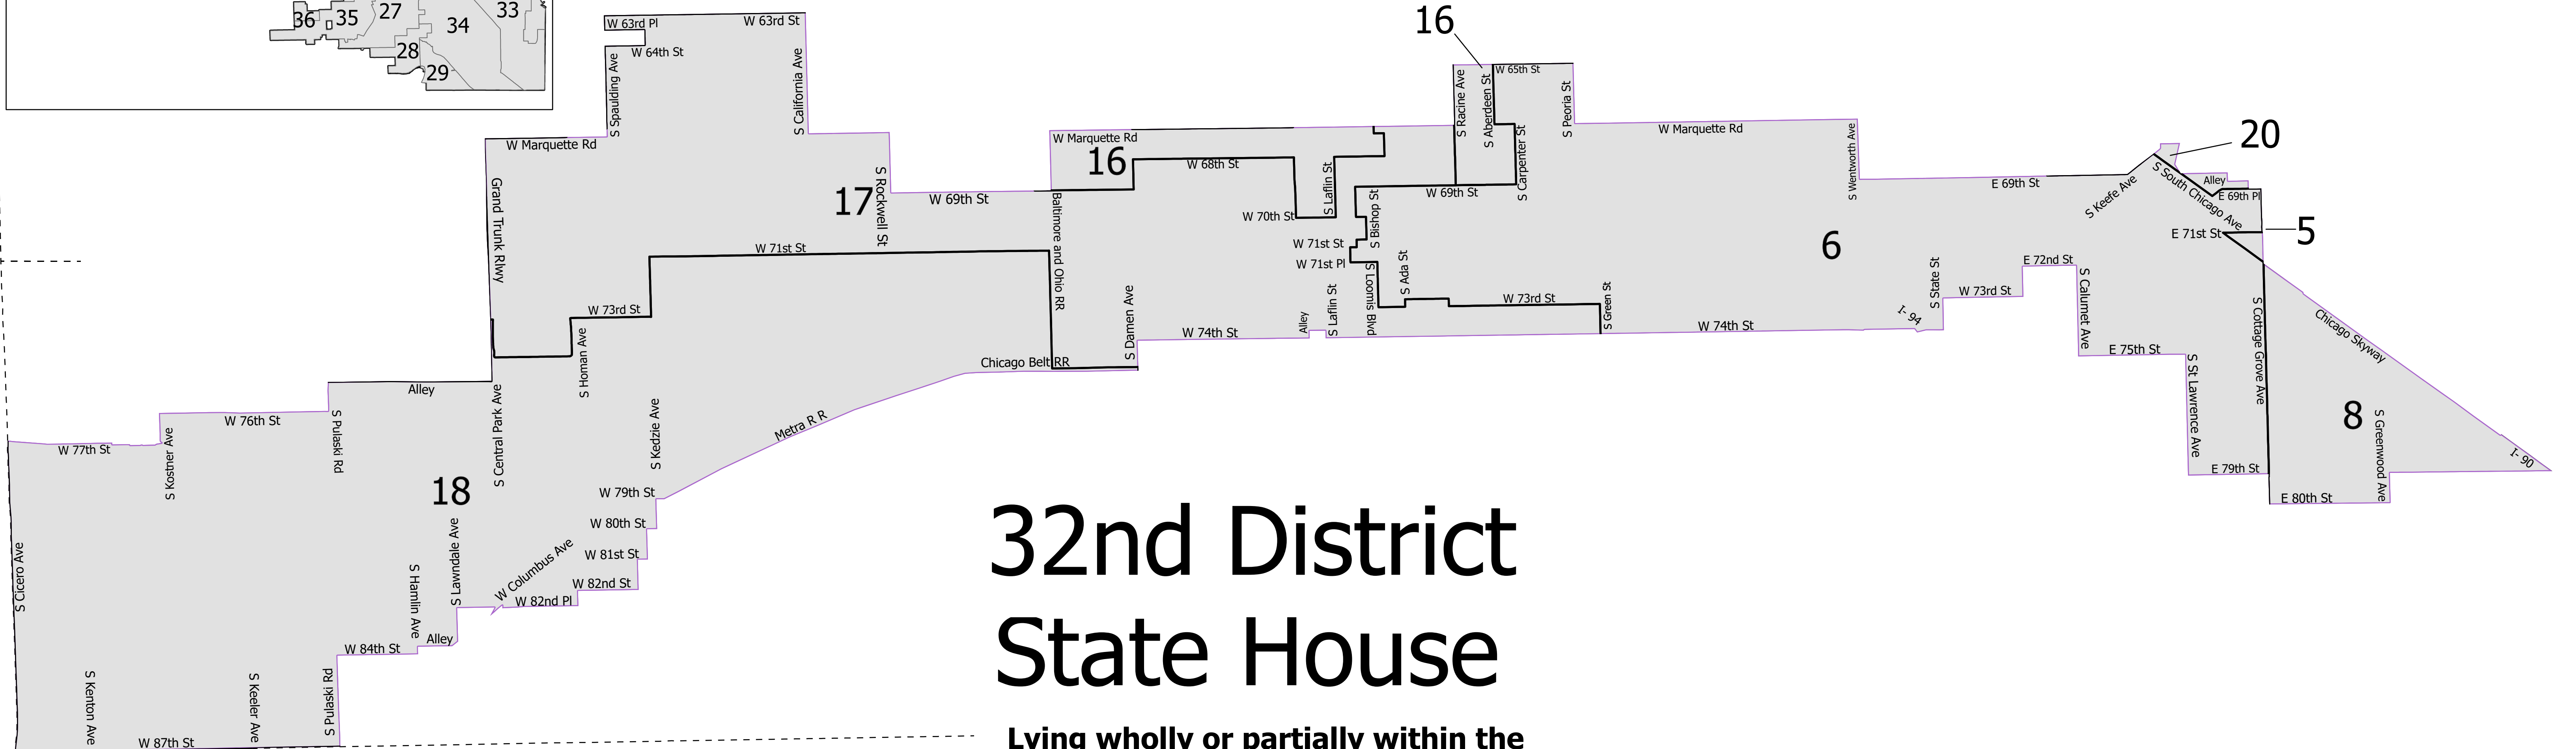 36
35
27
34
33
28
29
W 63rd Pl
W 63rd St
W 64th St
S Spaulding Ave
S California Ave
W Marquette Rd
Grand Trunk Rlwy
17
S Rockwell St
W 69th St
W 71st St
W 73rd St
S Homan Ave
16
W Marquette Rd
16
W 68th St
Baltimore and Ohio RR
S Damen Ave
W 70th St
S Laflin St
W 71st St
W 71st Pl
S Bishop St
S Loomis Blvd
S Ada St
W 69th St
S Racine Ave
S Aberdeen St
W 65th St
S Carpenter St
S Peoria St
W Marquette Rd
S Wentworth Ave
W 73rd St
S Green St
W 74th St
Alley
S Laflin St
W 74th St
6
E 69th St
S Keefe Ave
20
S South Chicago Ave
Alley
E 69th Pl
E 71st St
5
I- 94
S State St
W 73rd St
E 72nd St
S Calumet Ave
E 75th St
S St Lawrence Ave
S Cottage Grove Ave
Chicago Skyway
8
S Greenwood Ave
I- 90
E 79th St
E 80th St
Chicago Belt RR
Metra R R
Alley
W 76th St
W 77th St
S Kostner Ave
S Pulaski Rd
S Central Park Ave
S Kedzie Ave
18
W 79th St
W 80th St
W 81st St
W 82nd St
W 82nd Pl
W Columbus Ave
S Lawndale Ave
S Hamlin Ave
Alley
W 84th St
S Cicero Ave
S Kenton Ave
S Keeler Ave
S Pulaski Rd
W 87th St
32nd District
State House
Lying wholly or partially within the